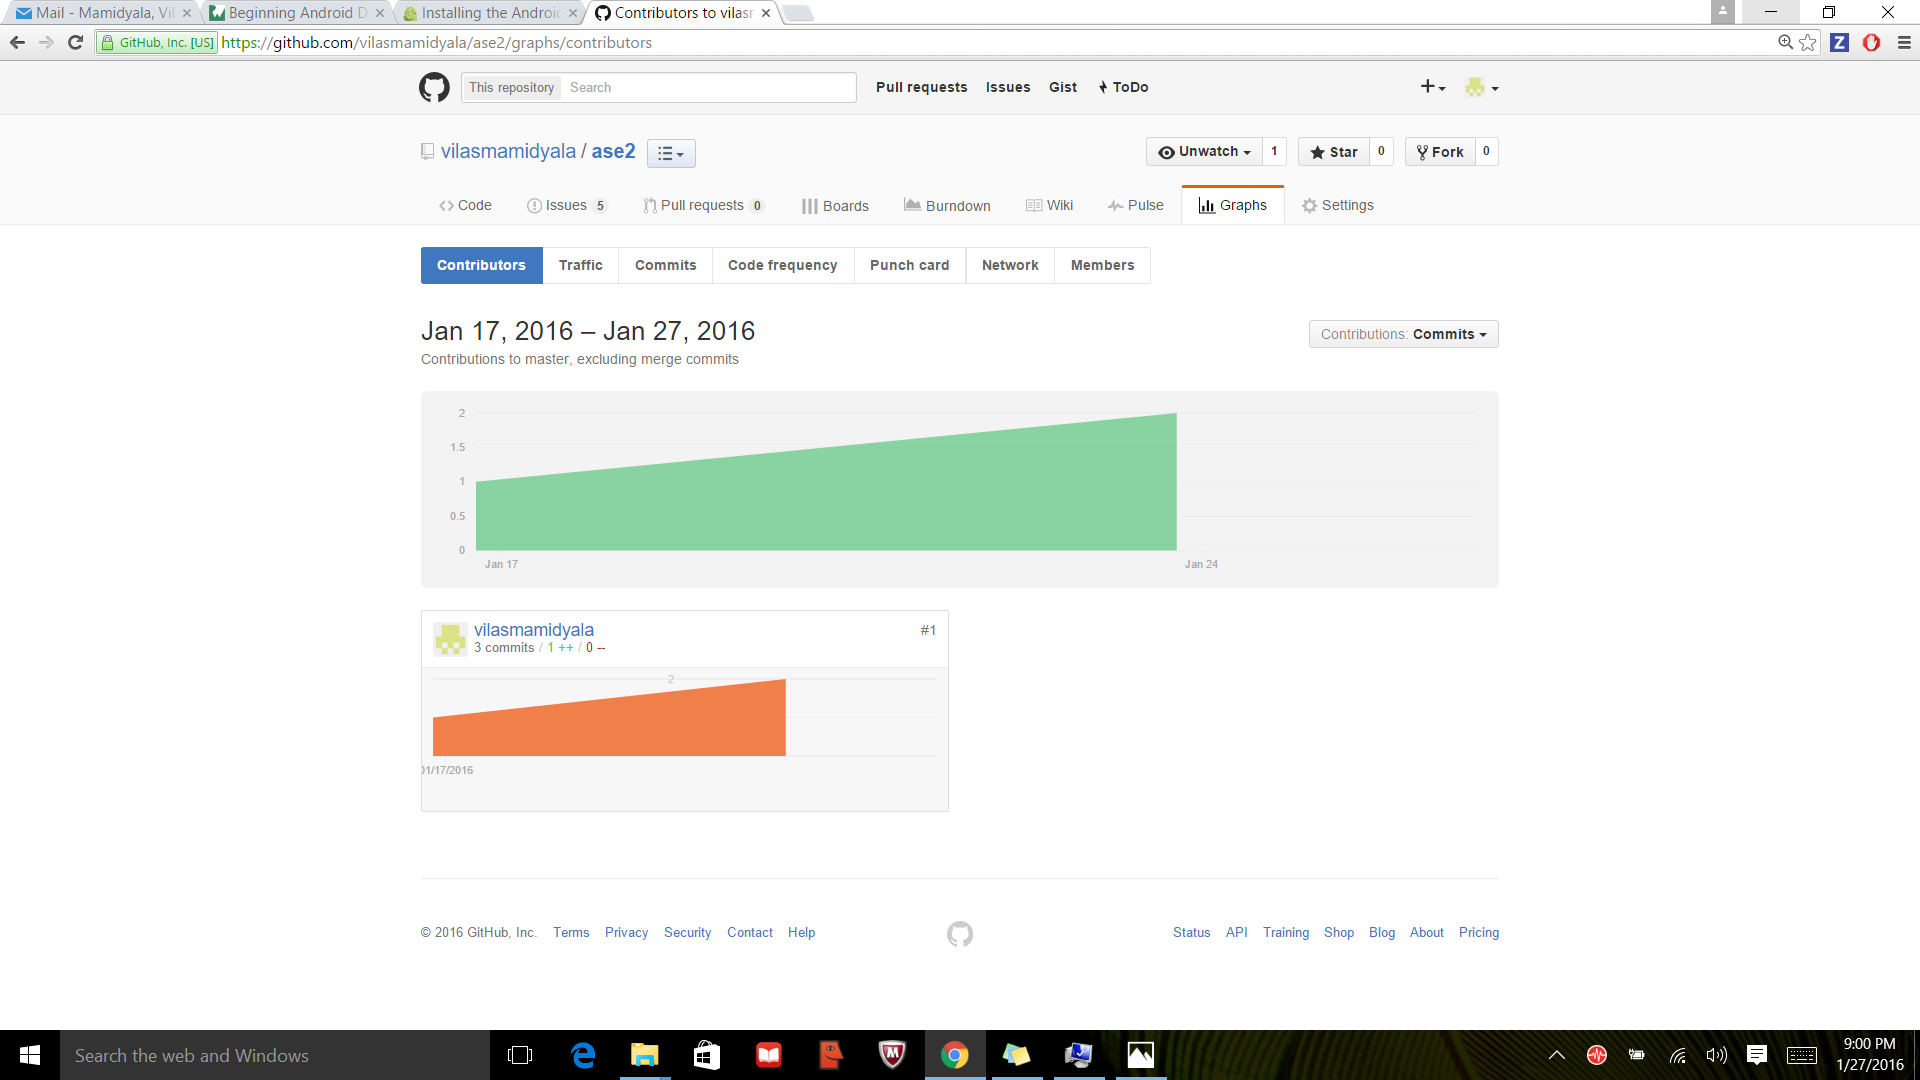 Mail - Mamidyala, Vil
Beginning Android D
Installing the Android
Contributors to vilasm
GitHub, Inc. [US]
https://github.com/vilasmamidyala/ase2/graphs/contributors
Z
This repository
Search
Pull requests
Issues
Gist
ToDo
vilasmamidyala / ase2
Unwatch 1
Star 0
Fork 0
Code
Issues 5
Pull requests 0
Boards
Burndown
Wiki
Pulse
Graphs
Settings
Contributors
Traffic
Commits
Code frequency
Punch card
Network
Members
Jan 17, 2016 – Jan 27, 2016
Contributions: Commits
Contributions to master, excluding merge commits
2
1.5
1
0.5
0
Jan 17
Jan 24
vilasmamidyala
#1
3 commits / 1 ++ / 0 --
2
01/17/2016
© 2016 GitHub, Inc.
Terms
Privacy
Security
Contact
Help
Status
API
Training
Shop
Blog
About
Pricing
Search the web and Windows
9:00 PM
1/27/2016